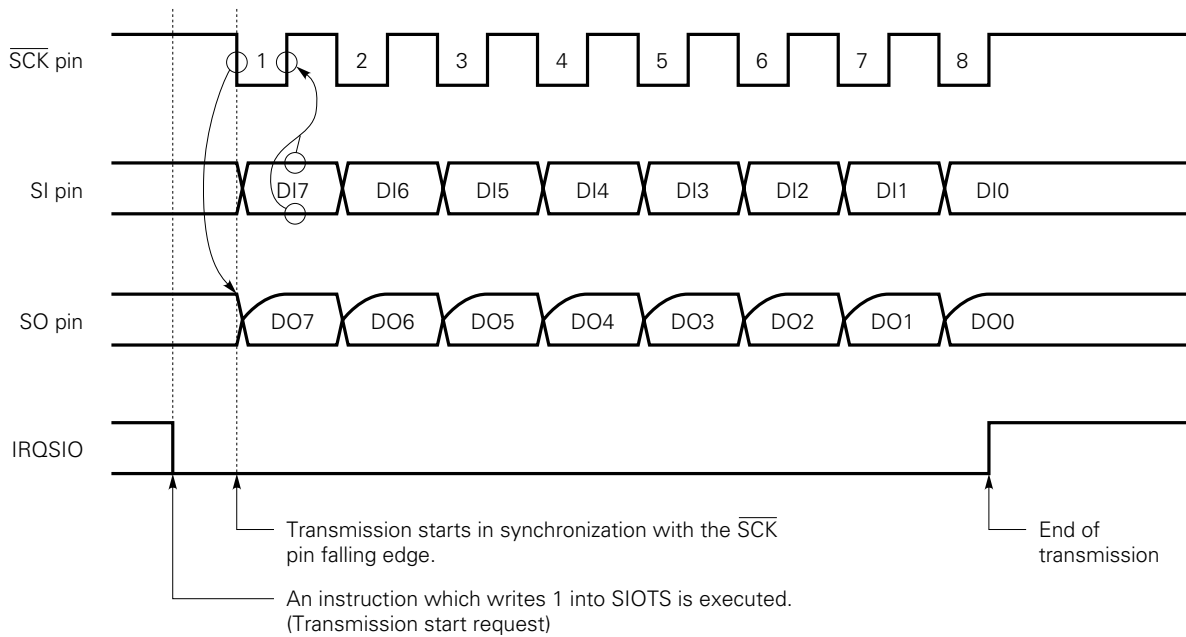 SCK pin
1 2 3 4 5 6 7 8
SI pin
DI7 DI6 DI5 DI4 DI3 DI2 DI1 DI0
SO pin
DO7 DO6 DO5 DO4 DO3 DO2 DO1 DO0
IRQSIO
Transmission starts in synchronization with the SCK
pin falling edge.
End of
transmission
An instruction which writes 1 into SIOTS is executed.
(Transmission start request)